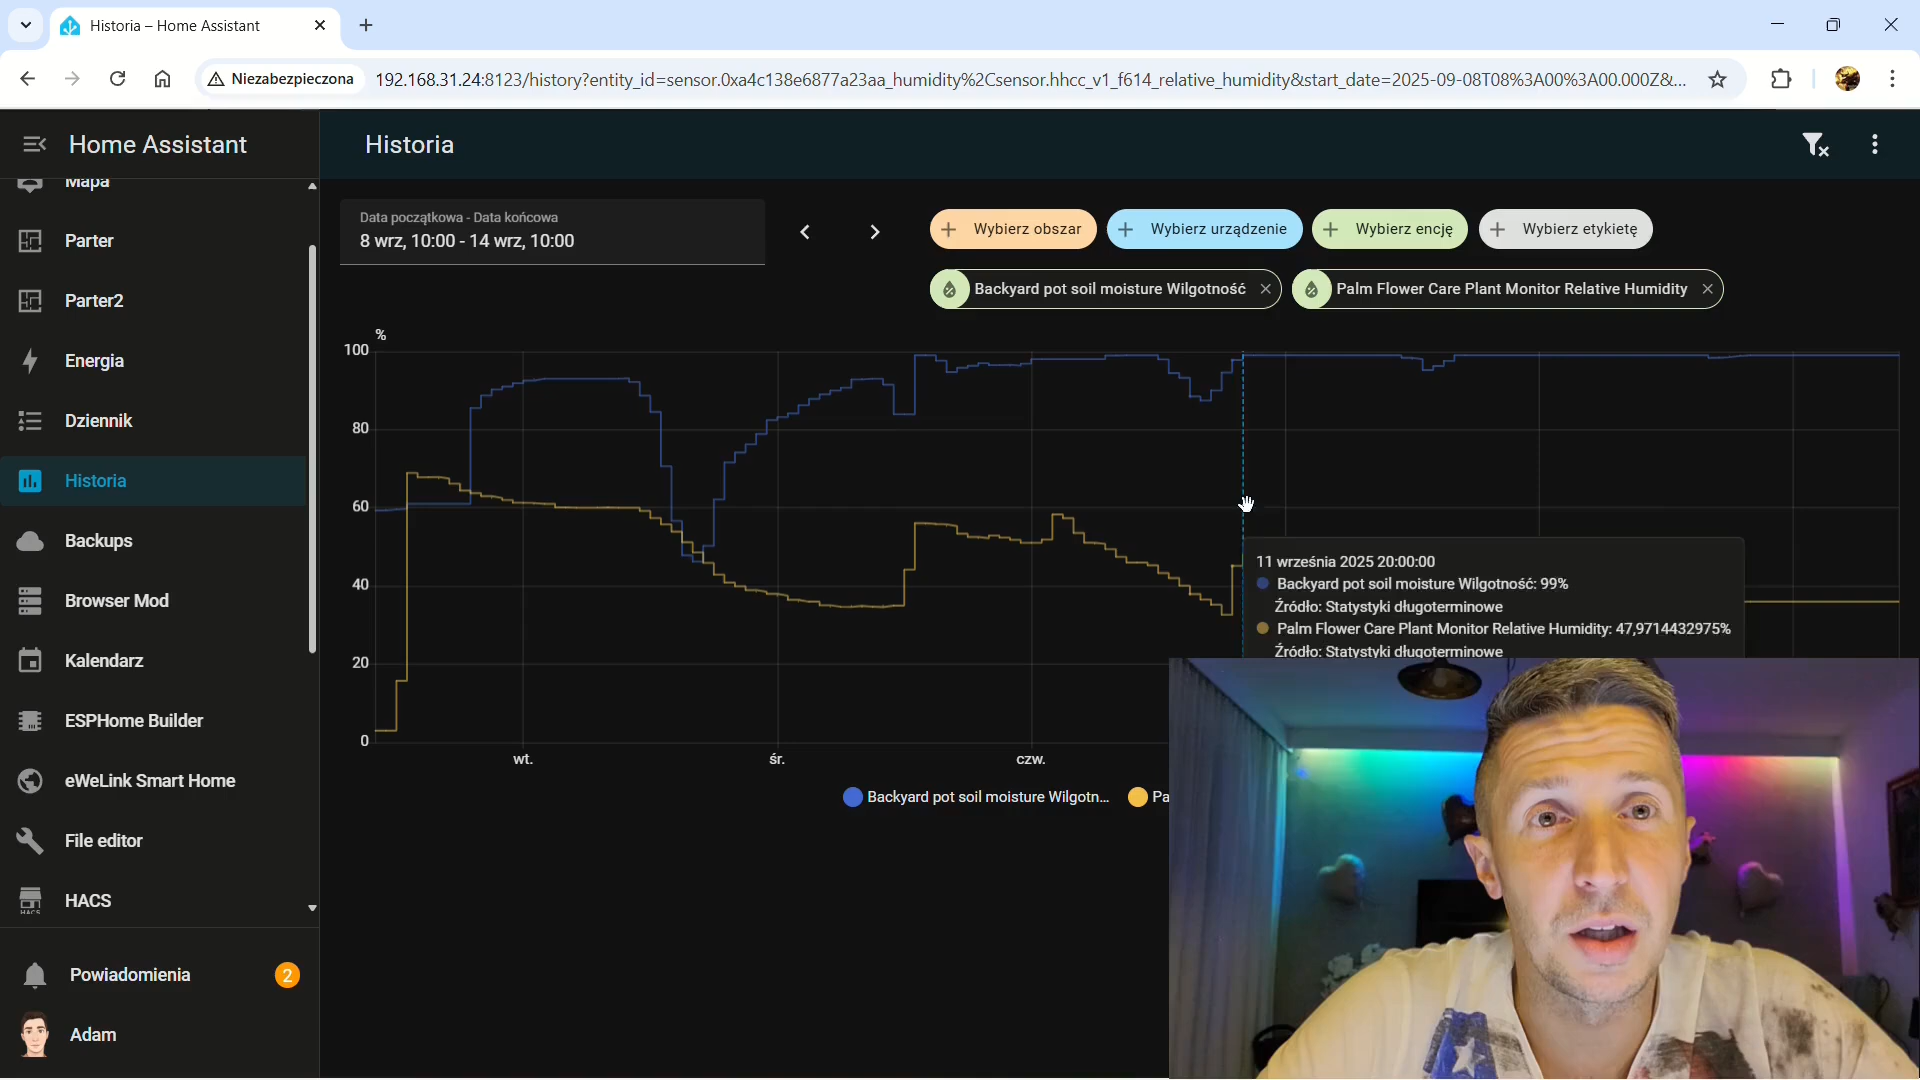 Historia – Home Assistant
Niezabezpieczona
192.168.31.24:8123/history?entity_id=sensor.0xa4c138e6877a23aa_humidity%2Csensor.hhcc_v1_f614_relative_humidity&start_date=2025-09-08T08%3A00%3A00.000Z&...
Home Assistant
Historia
Mapa
Parter
Parter2
Energia
Dziennik
Historia
Backups
Browser Mod
Kalendarz
ESPHome Builder
eWeLink Smart Home
File editor
HACS
HACS
Powiadomienia
2
Adam
Data początkowa - Data końcowa
8 wrz, 10:00 - 14 wrz, 10:00
Wybierz obszar
Wybierz urządzenie
Wybierz encję
Wybierz etykietę
Backyard pot soil moisture Wilgotność
Palm Flower Care Plant Monitor Relative Humidity
%
100
80
60
40
20
0
wt.
śr.
czw.
11 września 2025 20:00:00
Backyard pot soil moisture Wilgotność: 99%
Źródło: Statystyki długoterminowe
Palm Flower Care Plant Monitor Relative Humidity: 47,9714432975%
Źródło: Statystyki długoterminowe
Backyard pot soil moisture Wilgotn...
Pa